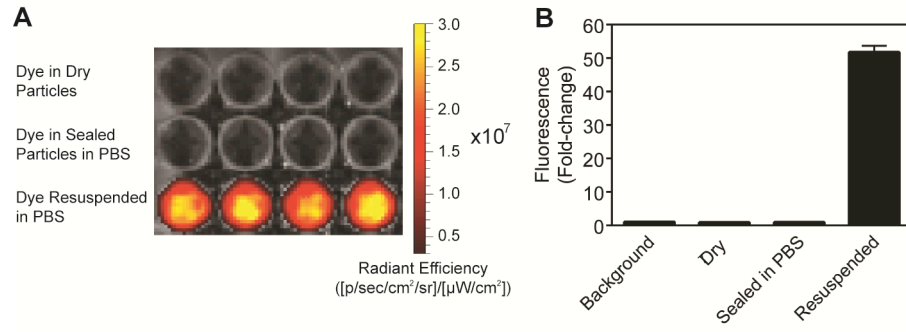 A
Dye in Dry
Particles
Dye in Sealed
Particles in PBS
Dye Resuspended
in PBS
3.0
2.5
2.0
1.5
1.0
0.5
x10⁷
Radiant Efficiency
([p/sec/cm²/sr]/[µW/cm²])
B
Fluorescence
(Fold-change)
60
50
40
30
20
10
0
Background
Dry
Sealed in PBS
Resuspended